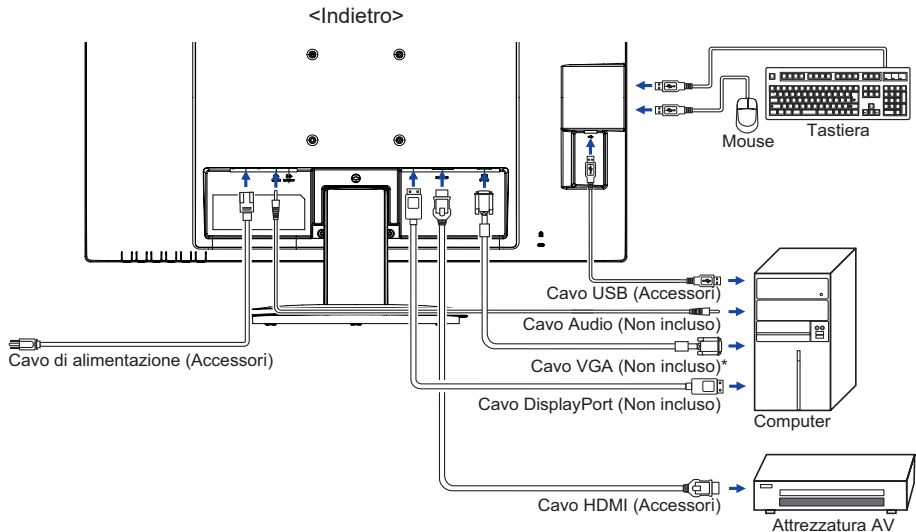 <Indietro>
Mouse
Tastiera
Cavo USB (Accessori)
Cavo Audio (Non incluso)
Cavo di alimentazione (Accessori)
Cavo VGA (Non incluso)*
Cavo DisplayPort (Non incluso)
Computer
Cavo HDMI (Accessori)
Attrezzatura AV